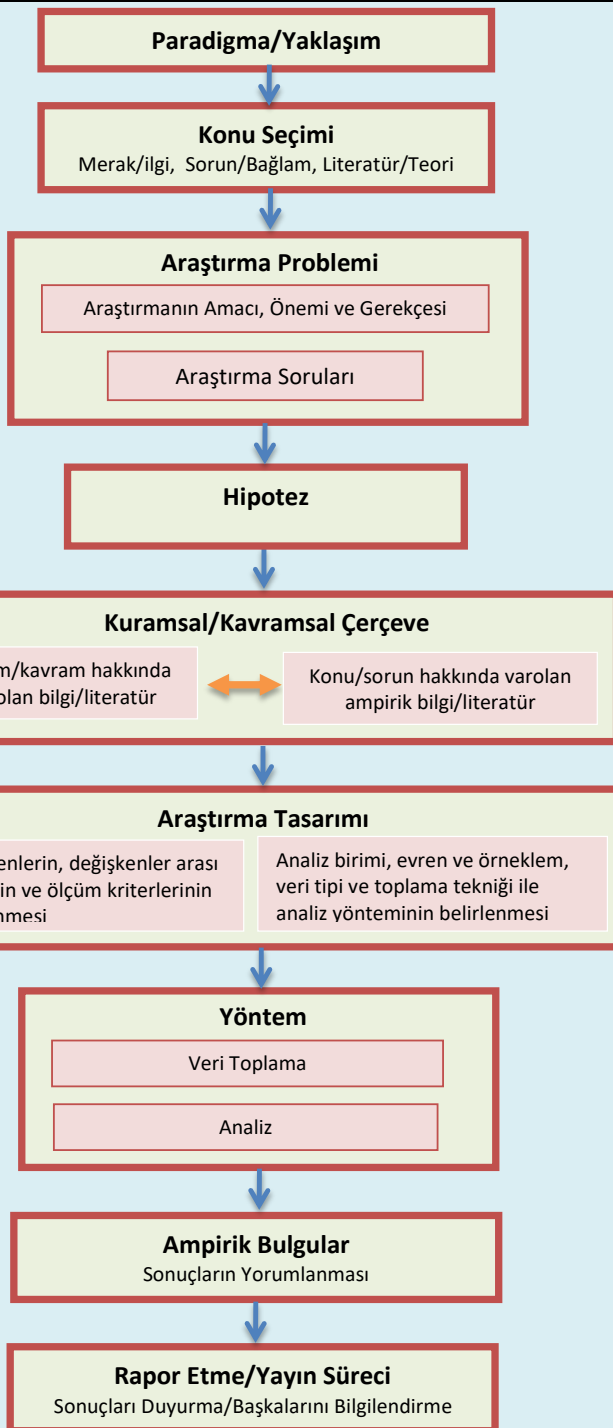 Paradigma/Yaklaşım
Konu Seçimi
Merak/ilgi, Sorun/Bağlam, Literatür/Teori
Araştırma Problemi
Araştırmanın Amacı, Önemi ve Gerekçesi
Araştırma Soruları
Hipotez
Kuramsal/Kavramsal Çerçeve
m/kavram hakkında
olan bilgi/literatür
Konu/sorun hakkında varolan
ampirik bilgi/literatür
Araştırma Tasarımı
enlerin, değişkenler arası
in ve ölçüm kriterlerinin
nmesi
Analiz birimi, evren ve örneklem,
veri tipi ve toplama tekniği ile
analiz yönteminin belirlenmesi
Yöntem
Veri Toplama
Analiz
Ampirik Bulgular
Sonuçların Yorumlanması
Rapor Etme/Yayın Süreci
Sonuçları Duyurma/Başkalarını Bilgilendirme